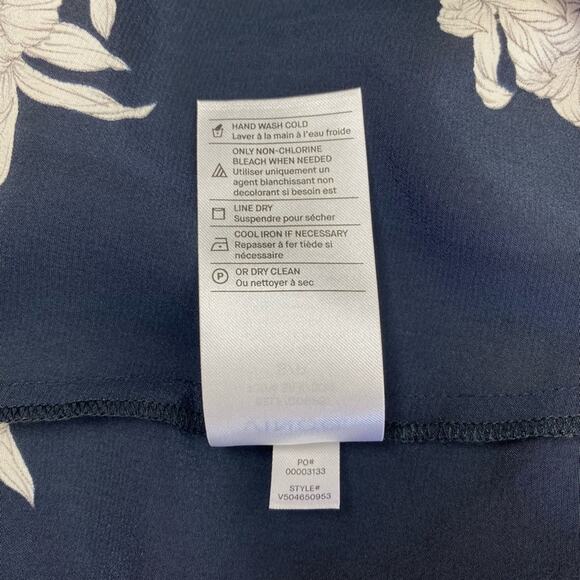 HAND WASH COLD
Laver à la main à l'eau froide
ONLY NON-CHLORINE
BLEACH WHEN NEEDED
Utiliser uniquement un
agent blanchissant non
decolorant si besoin est
LINE DRY
Suspendre pour sécher
COOL IRON IF NECESSARY
Repasser à fer tiède si
nécessaire
P OR DRY CLEAN
Ou nettoyer à sec
PO#
00003133
STYLE#
V504650953